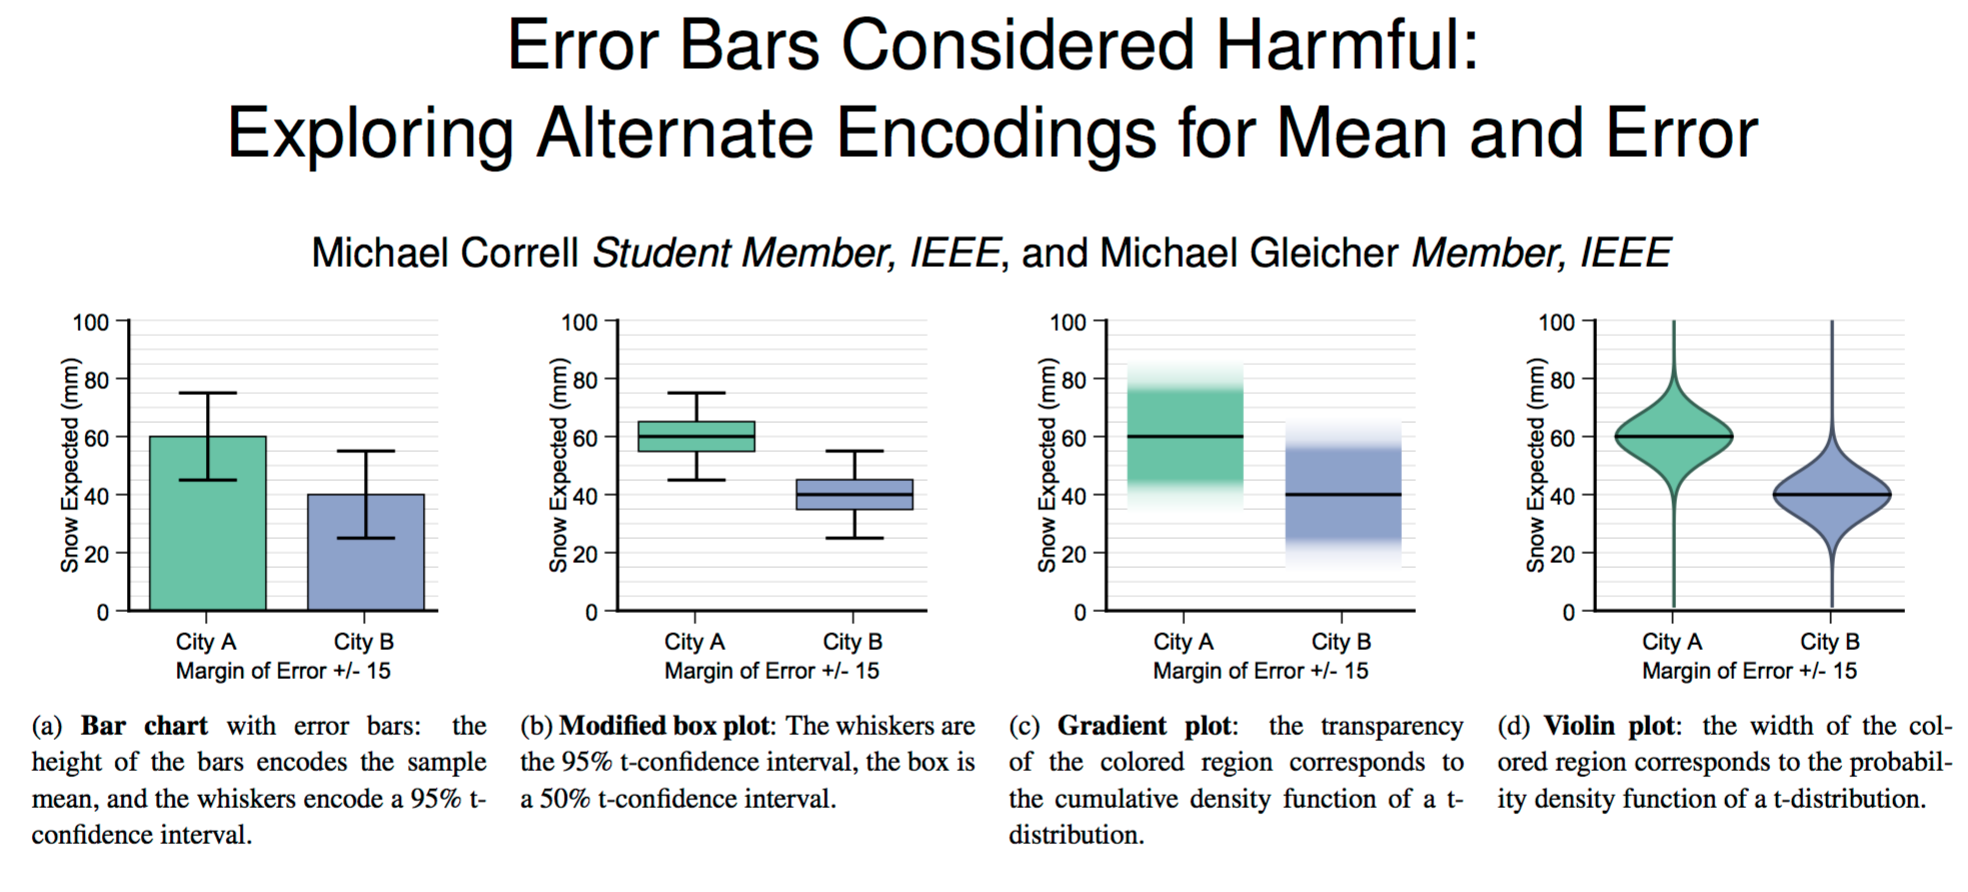 Error Bars Considered Harmful:
Exploring Alternate Encodings for Mean and Error
Michael Correll Student Member, IEEE, and Michael Gleicher Member, IEEE
100
80
60
40
20
0
Snow Expected (mm)
City A City B
Margin of Error +/- 15
(a) Bar chart with error bars: the
height of the bars encodes the sample
mean, and the whiskers encode a 95% t-
confidence interval.
100
80
60
40
20
0
Snow Expected (mm)
City A City B
Margin of Error +/- 15
(b) Modified box plot: The whiskers are
the 95% t-confidence interval, the box is
a 50% t-confidence interval.
100
80
60
40
20
0
Snow Expected (mm)
City A City B
Margin of Error +/- 15
(c) Gradient plot: the transparency
of the colored region corresponds to
the cumulative density function of a t-
distribution.
100
80
60
40
20
0
Snow Expected (mm)
City A City B
Margin of Error +/- 15
(d) Violin plot: the width of the col-
ored region corresponds to the probabil-
ity density function of a t-distribution.